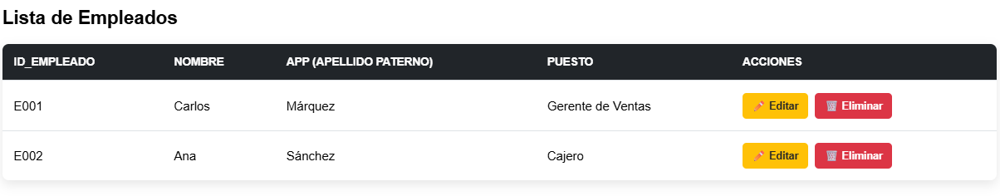 Lista de Empleados
ID_EMPLEADO NOMBRE APP (APELLIDO PATERNO) PUESTO ACCIONES
E001 Carlos Márquez Gerente de Ventas Editar Eliminar
E002 Ana Sánchez Cajero Editar Eliminar